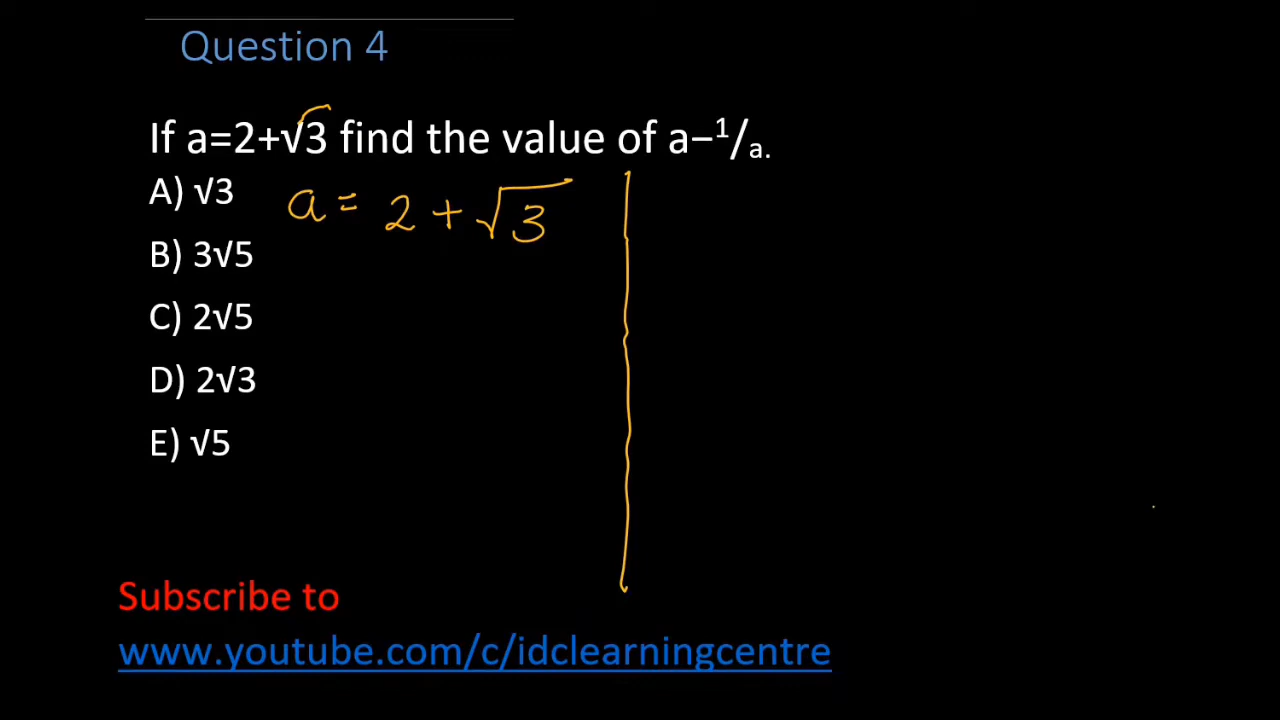 Question 4
If a=2+√3 find the value of a–¹/ₐ.
A) √3
a = 2 + √3
B) 3√5
C) 2√5
D) 2√3
E) √5
Subscribe to
www.youtube.com/c/idclearningcentre